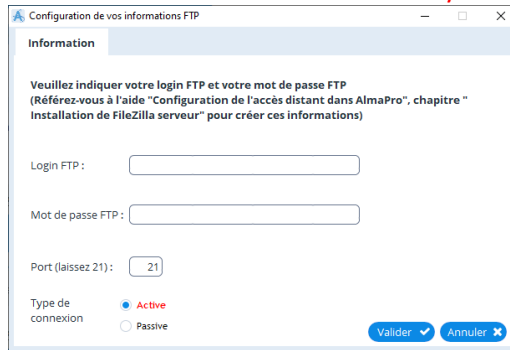 Configuration de vos informations FTP
Information
Veuillez indiquer votre login FTP et votre mot de passe FTP
(Référez-vous à l'aide "Configuration de l'accès distant dans AlmaPro", chapitre "
Installation de FileZilla serveur" pour créer ces informations)
Login FTP :
Mot de passe FTP :
Port (laissez 21) :
21
Type de
connexion
Active
Passive
Valider
Annuler